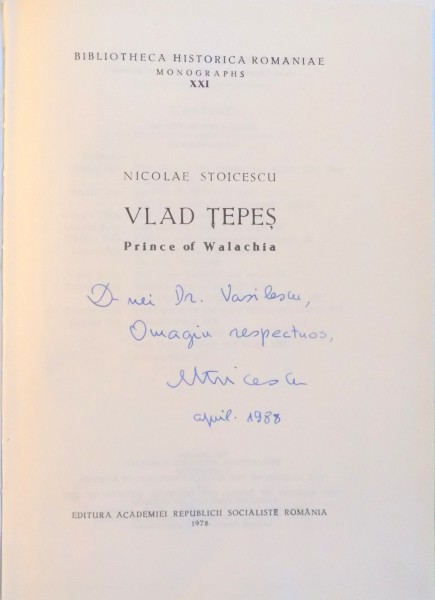 BIBLIOTHECA HISTORICA ROMANIAE
MONOGRAPHS
XXI
NICOLAE STOICESCU
VLAD ȚEPEȘ
Prince of Walachia
D-nei Dr. Vasilescu,
Omagiu respectuos,
april. 1988
EDITURA ACADEMIEI REPUBLICII SOCIALISTE ROMÂNIA
1978